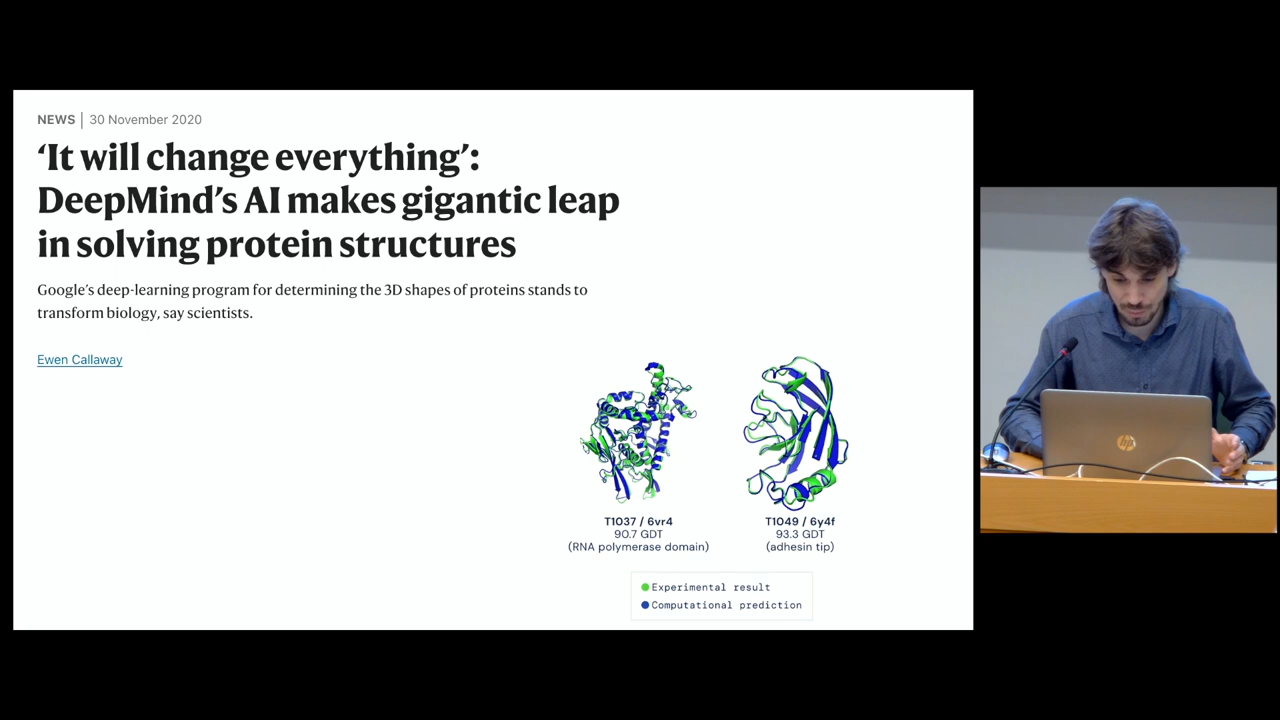 NEWS | 30 November 2020
‘It will change everything’:
DeepMind’s AI makes gigantic leap
in solving protein structures
Google’s deep-learning program for determining the 3D shapes of proteins stands to
transform biology, say scientists.
Ewen Callaway
T1037 / 6vr4
90.7 GDT
(RNA polymerase domain)
T1049 / 6y4f
93.3 GDT
(adhesin tip)
Experimental result
Computational prediction
hp